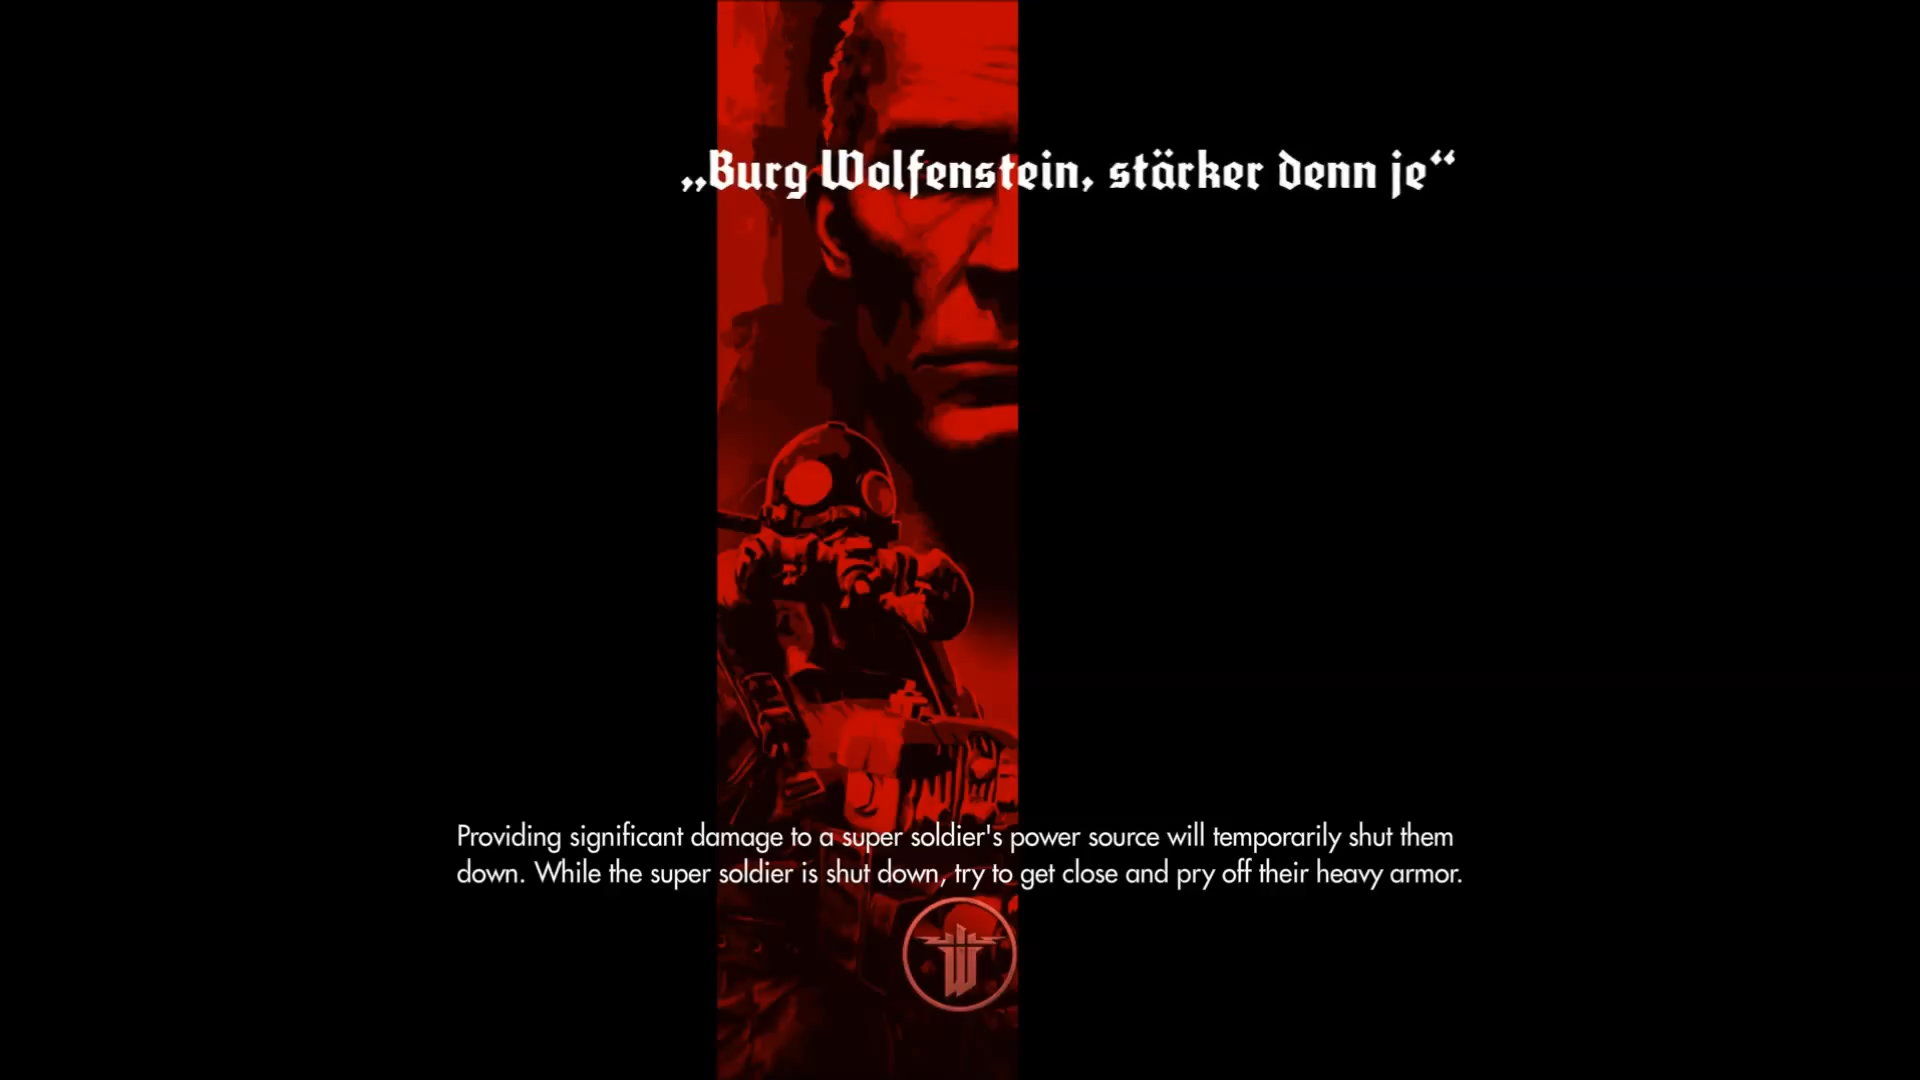 „Burg Wolfenstein, stärker denn je“
Providing significant damage to a super soldier's power source will temporarily shut them
down. While the super soldier is shut down, try to get close and pry off their heavy armor.